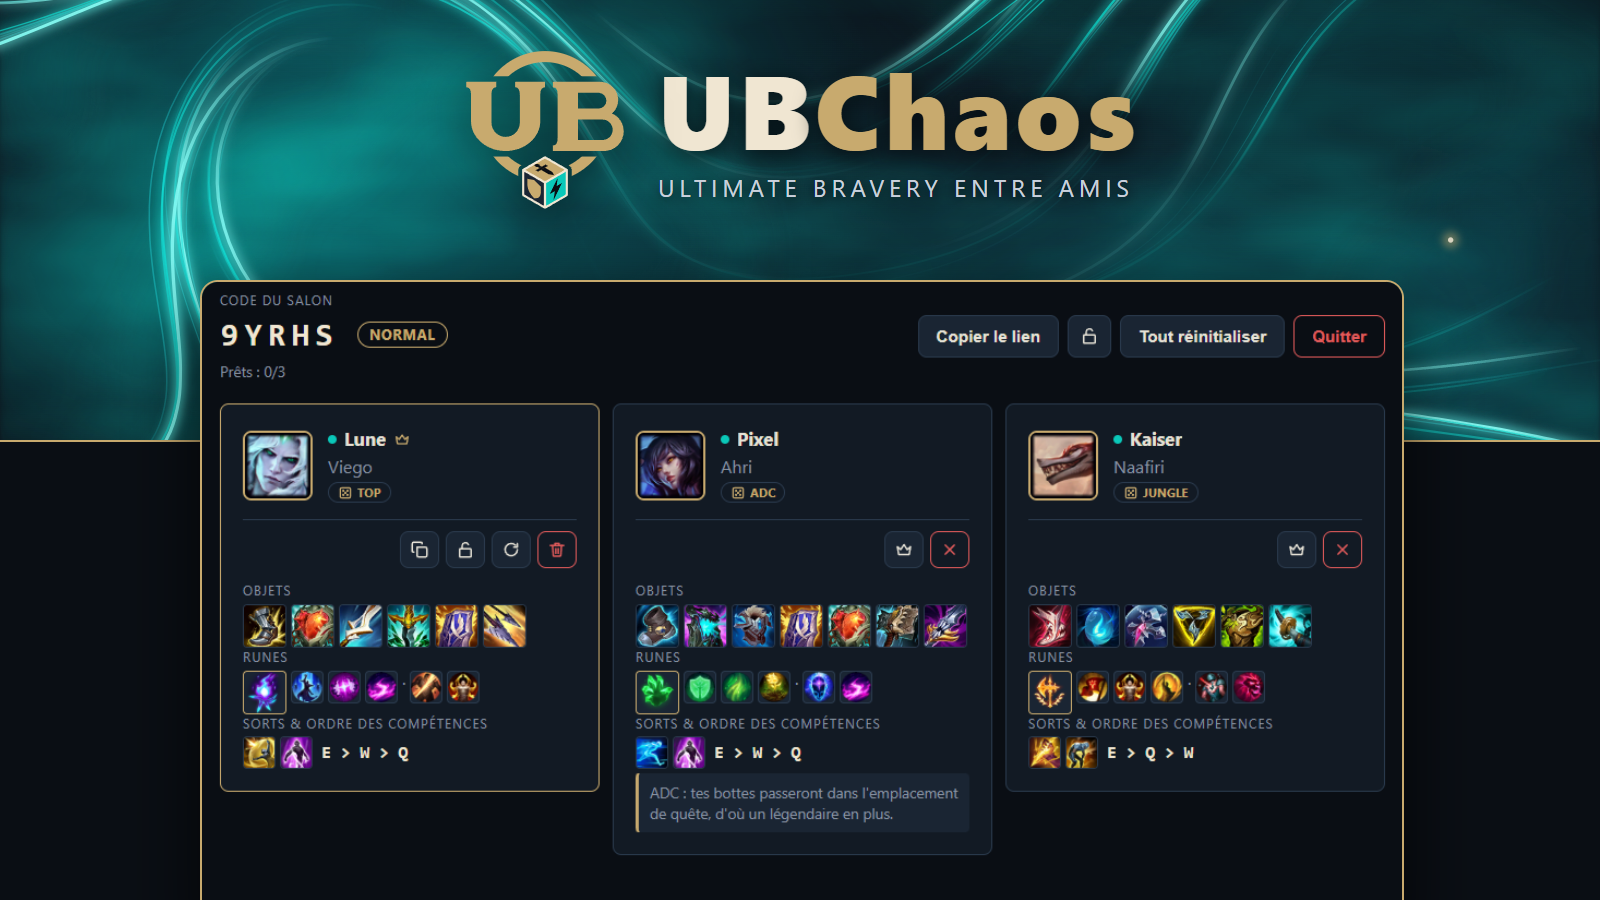 UB
UBChaos
ULTIMATE BRAVERY ENTRE AMIS
CODE DU SALON
9YRHS NORMAL
Copier le lien Tout réinitialiser Quitter
Prêts : 0/3
Lune
Viego
TOP
OBJETS
RUNES
SORTS & ORDRE DES COMPÉTENCES
E > W > Q
Pixel
Ahri
ADC
OBJETS
RUNES
SORTS & ORDRE DES COMPÉTENCES
E > W > Q
ADC : tes bottes passeront dans l'emplacement
de quête, d'où un légendaire en plus.
Kaiser
Naafiri
JUNGLE
OBJETS
RUNES
SORTS & ORDRE DES COMPÉTENCES
E > Q > W